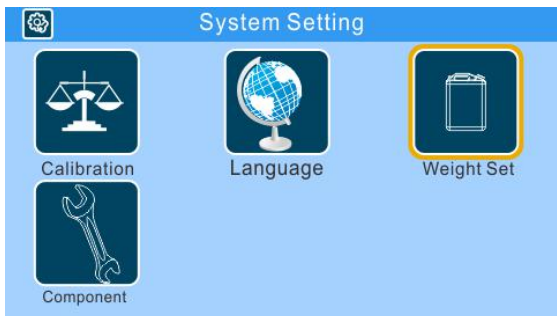 System Setting
Calibration
Language
Weight Set
Component